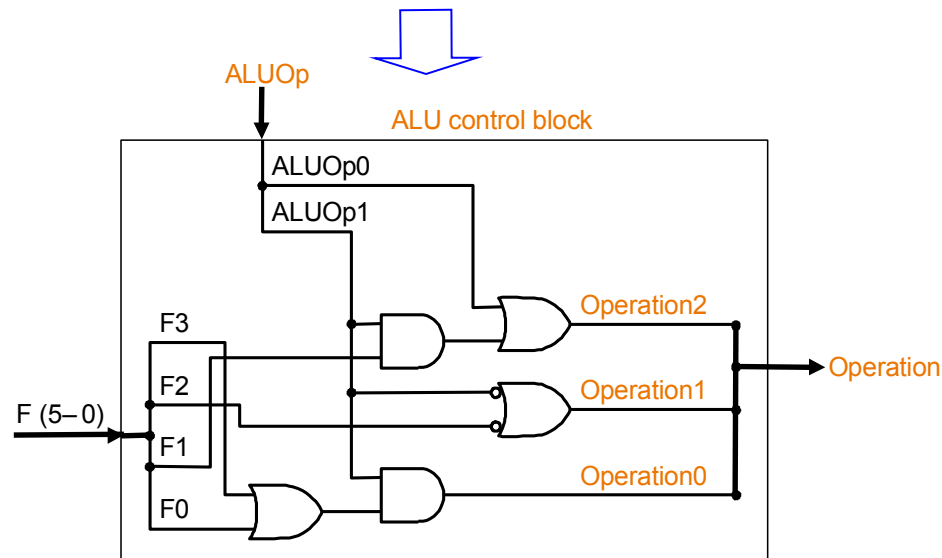 ALUOp
ALU control block
ALUOp0
ALUOp1
Operation2
F3
Operation
F2
Operation1
F (5– 0)
F1
Operation0
F0